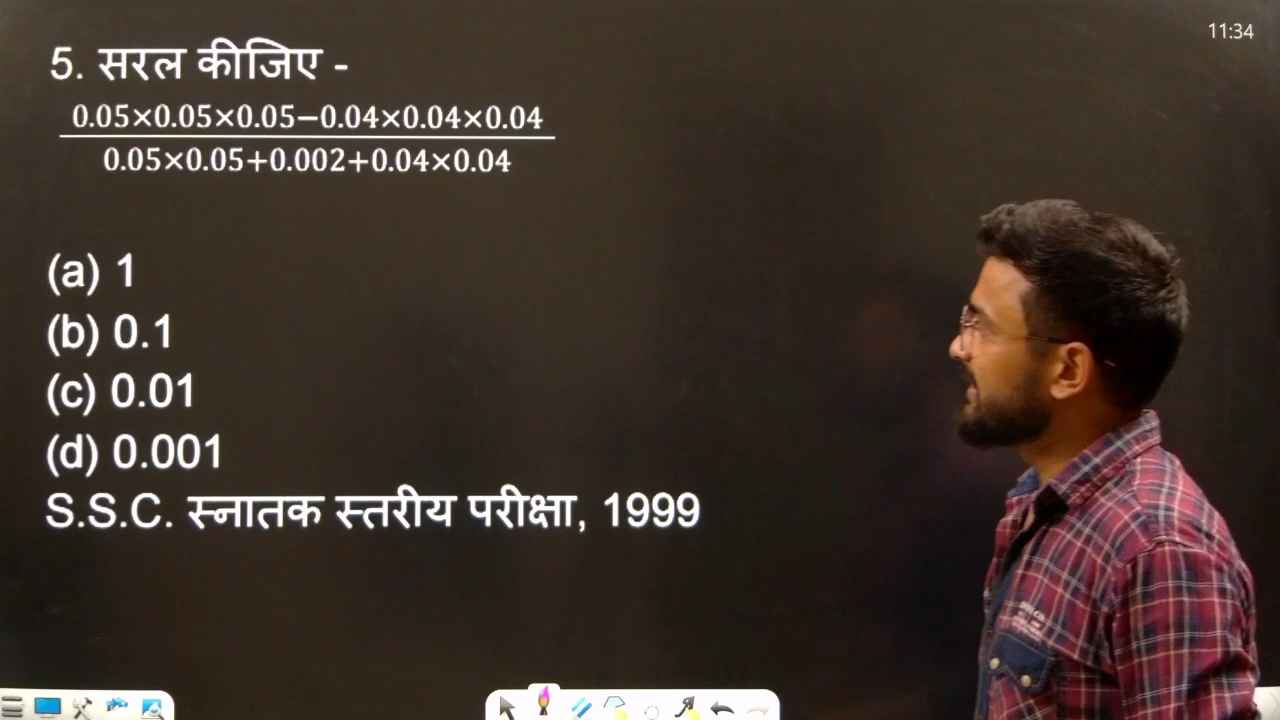 11:34
5. सरल कीजिए -
0.05×0.05×0.05−0.04×0.04×0.04
0.05×0.05+0.002+0.04×0.04
(a) 1
(b) 0.1
(c) 0.01
(d) 0.001
S.S.C. स्नातक स्तरीय परीक्षा, 1999